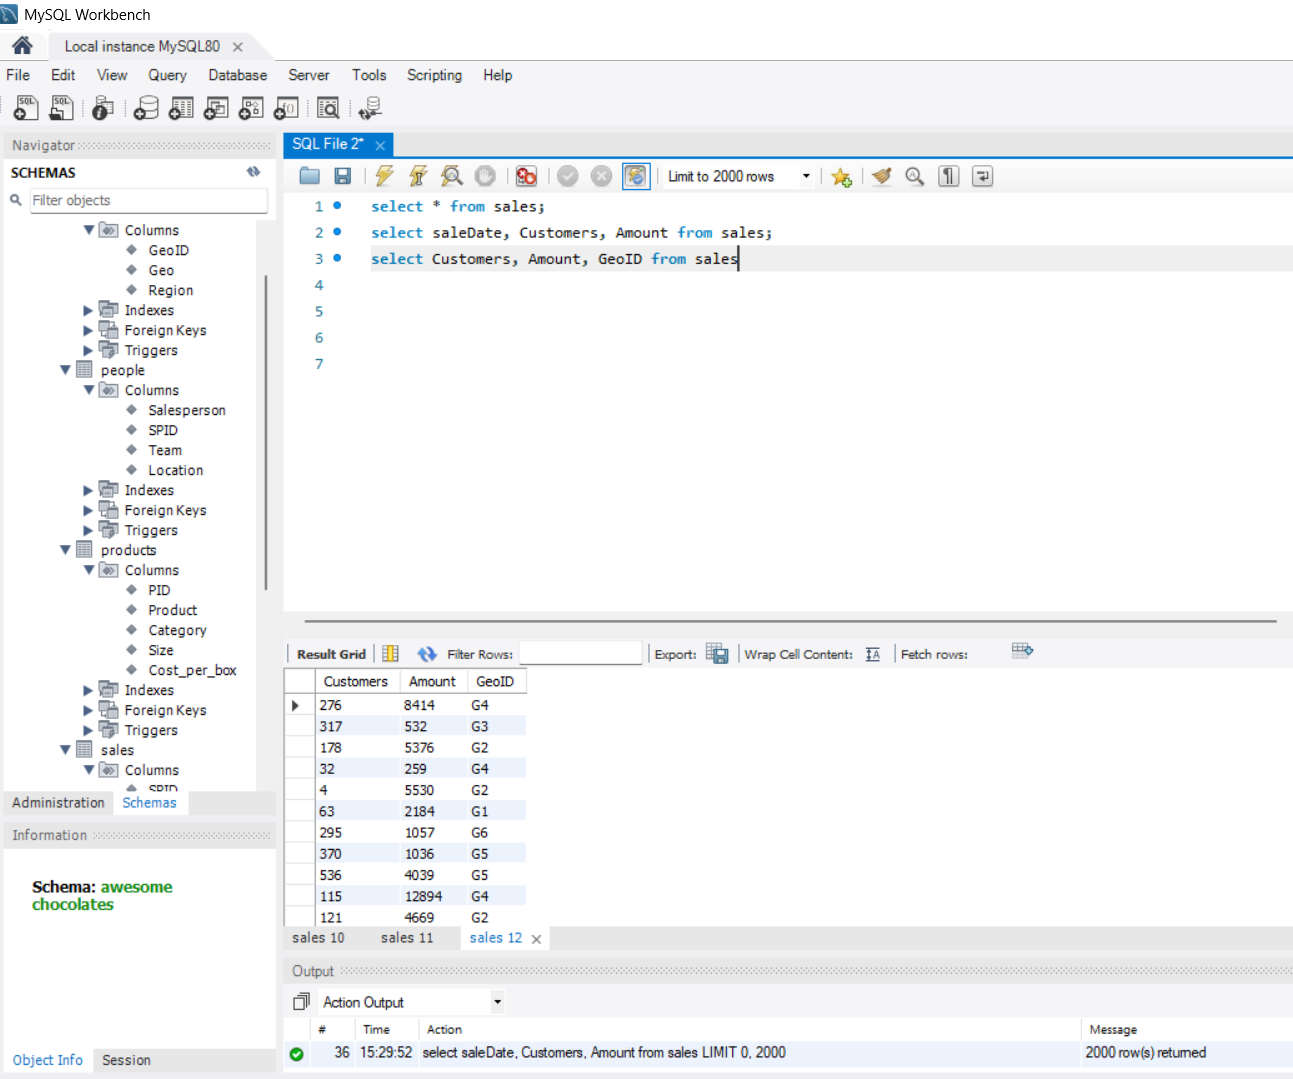 MySQL Workbench
Local instance MySQL80
File Edit View Query Database Server Tools Scripting Help
Navigator
SCHEMAS
Filter objects
Columns
GeoID
Geo
Region
Indexes
Foreign Keys
Triggers
people
Columns
Salesperson
SPID
Team
Location
Indexes
Foreign Keys
Triggers
products
Columns
PID
Product
Category
Size
Cost_per_box
Indexes
Foreign Keys
Triggers
sales
Columns
SPID
Administration Schemas
Information
Schema: awesome
chocolates
Object Info Session
SQL File 2*
Limit to 2000 rows
1 select * from sales;
2 select saleDate, Customers, Amount from sales;
3 select Customers, Amount, GeoID from sales
4
5
6
7
Result Grid Filter Rows: Export: Wrap Cell Content: Fetch rows:
Customers Amount GeoID
276 8414 G4
317 532 G3
178 5376 G2
32 259 G4
4 5530 G2
63 2184 G1
295 1057 G6
370 1036 G5
536 4039 G5
115 12894 G4
121 4669 G2
sales 10 sales 11 sales 12
Output
Action Output
# Time Action Message
36 15:29:52 select saleDate, Customers, Amount from sales LIMIT 0, 2000 2000 row(s) returned